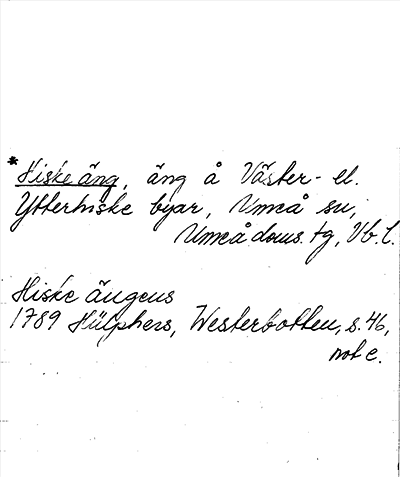 *Hiske äng, äng å Väster- el.
Ytterhiske byar, Umeå sn,
Umeå doms. tg, Vb. l.
Hiske ängens
1789 Hülphers, Westerbotten, s. 46,
not e.